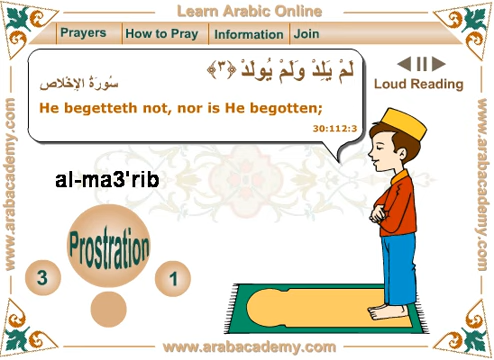 Learn Arabic Online
Prayers
How to Pray
Information
Join
لَمْ يَلِدْ وَلَمْ يُولَدْ ﴿٣﴾
سُورَةُ الإِخْلَاص
He begetteth not, nor is He begotten;
30:112:3
Loud Reading
al-ma3'rib
Prostration
3
1
www.arabacademy.com
www.arabacademy.com
www.arabacademy.com